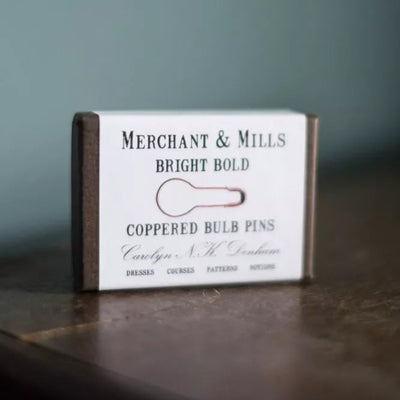 MERCHANT & MILLS
BRIGHT BOLD
COPPERED BULB PINS
Carolyn N.K. Denham
DRESSES COURSES PATTERNS NOTIONS